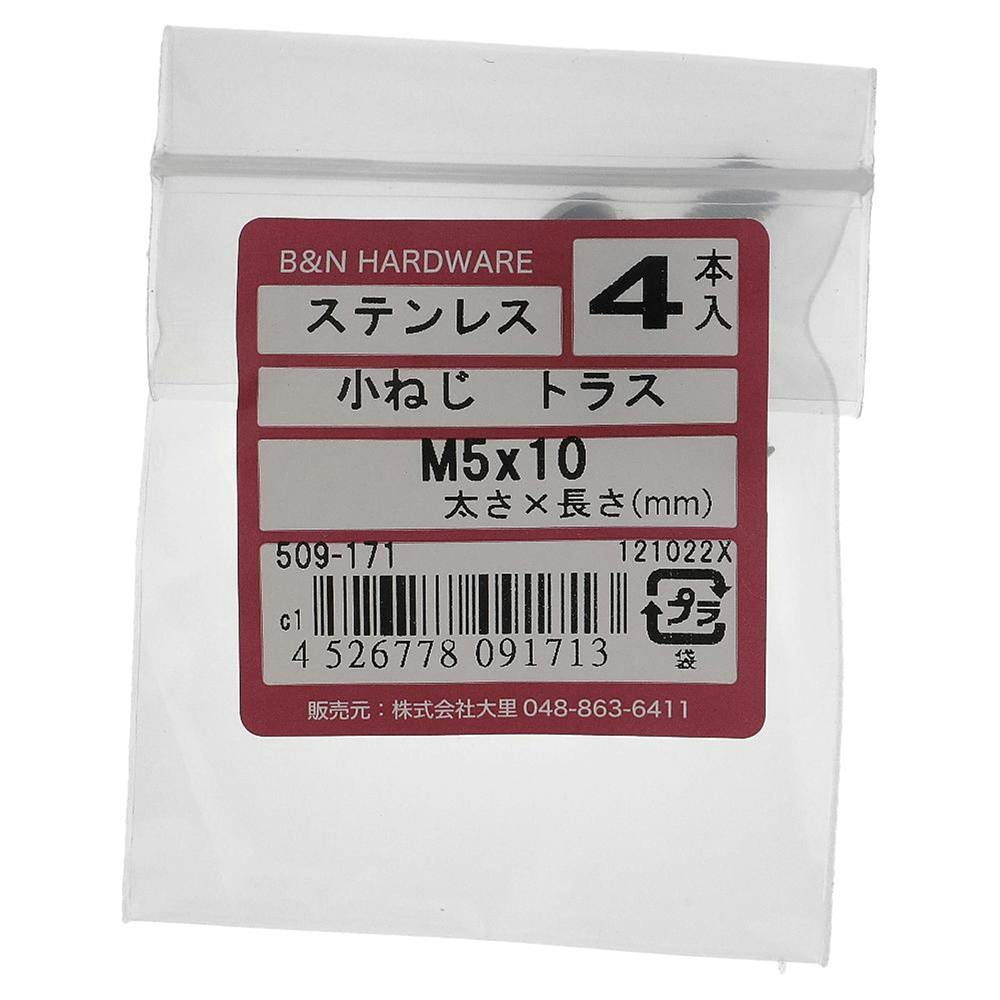 B&N HARDWARE
ステンレス
4本入
小ねじ トラス
M5x10
太さ×長さ(mm)
509-171
121022X
c1
4 526778 091713
プラ
袋
販売元：株式会社大里 048-863-6411